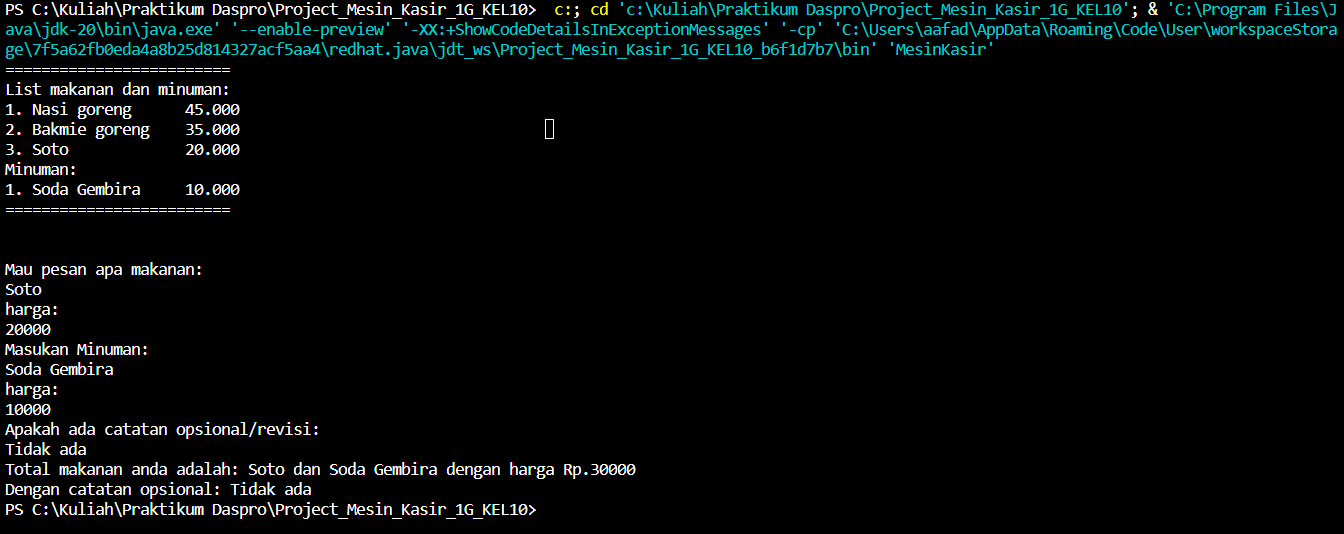 PS C:\Kuliah\Praktikum Daspro\Project_Mesin_Kasir_1G_KEL10>  c:; cd 'c:\Kuliah\Praktikum Daspro\Project_Mesin_Kasir_1G_KEL10'; & 'C:\Program Files\J
ava\jdk-20\bin\java.exe' '--enable-preview' '-XX:+ShowCodeDetailsInExceptionMessages' '-cp' 'C:\Users\aafad\AppData\Roaming\Code\User\workspaceStora
ge\7f5a62fb0eda4a8b25d814327acf5aa4\redhat.java\jdt_ws\Project_Mesin_Kasir_1G_KEL10_b6f1d7b7\bin' 'MesinKasir'
=========================
List makanan dan minuman:
1. Nasi goreng      45.000
2. Bakmie goreng    35.000
3. Soto             20.000
Minuman:
1. Soda Gembira     10.000
=========================
Mau pesan apa makanan:
Soto
harga:
20000
Masukan Minuman:
Soda Gembira
harga:
10000
Apakah ada catatan opsional/revisi:
Tidak ada
Total makanan anda adalah: Soto dan Soda Gembira dengan harga Rp.30000
Dengan catatan opsional: Tidak ada
PS C:\Kuliah\Praktikum Daspro\Project_Mesin_Kasir_1G_KEL10>